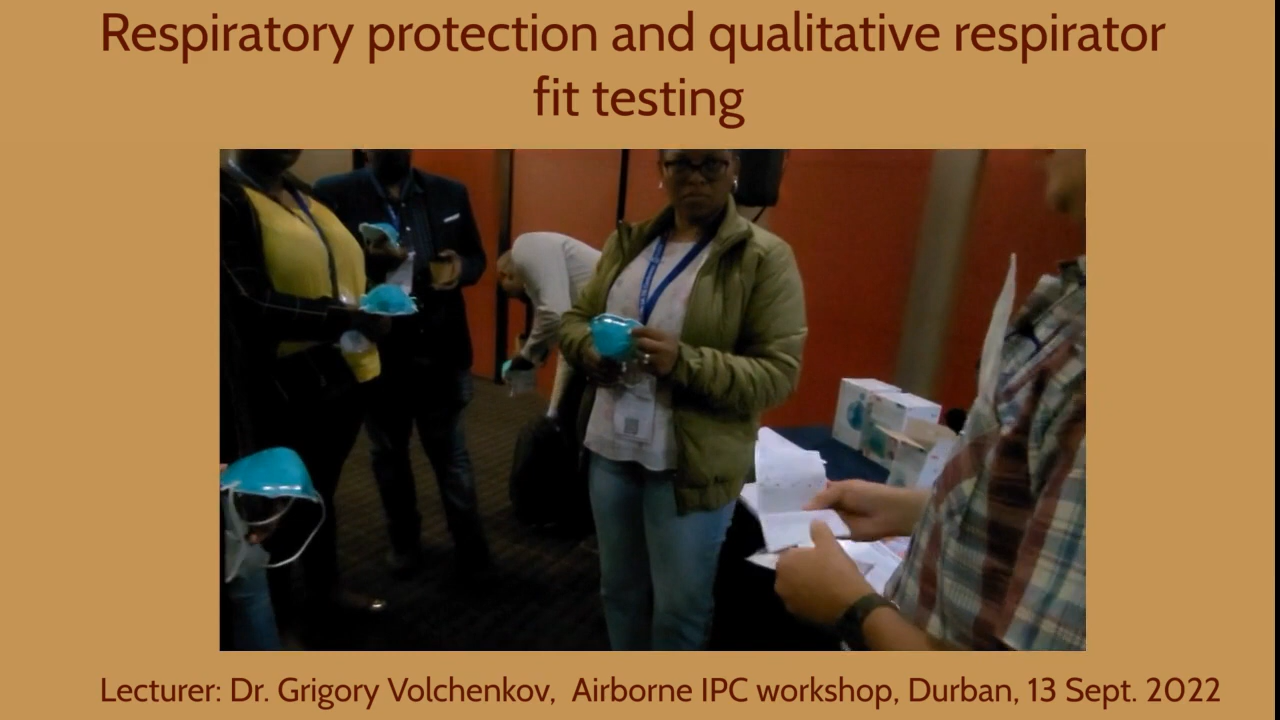 Respiratory protection and qualitative respirator
fit testing
Lecturer: Dr. Grigory Volchenkov,  Airborne IPC workshop, Durban, 13 Sept. 2022